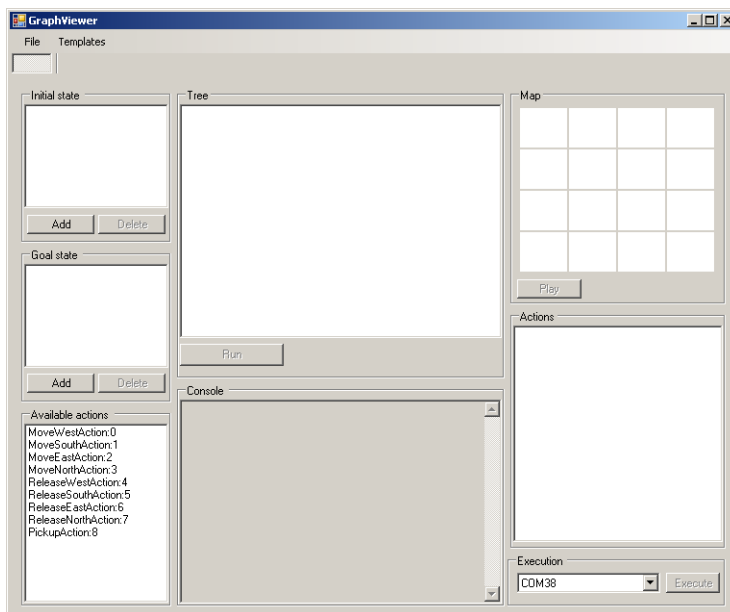 GraphViewer
File Templates
Initial state
Add Delete
Goal state
Add Delete
Available actions
MoveWestAction:0
MoveSouthAction:1
MoveEastAction:2
MoveNorthAction:3
ReleaseWestAction:4
ReleaseSouthAction:5
ReleaseEastAction:6
ReleaseNorthAction:7
PickupAction:8
Tree
Run
Console
Map
Play
Actions
Execution
COM38 Execute